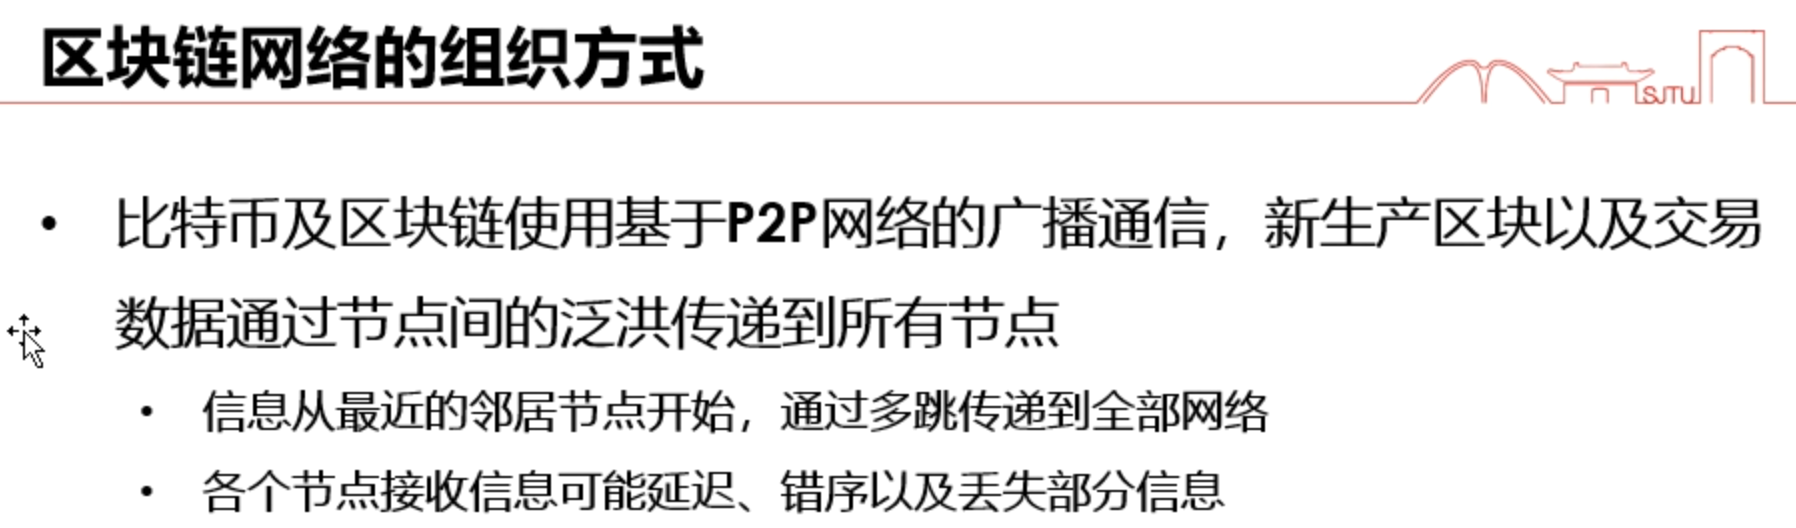 区块链网络的组织方式
SJTU
• 比特币及区块链使用基于P2P网络的广播通信，新生产区块以及交易
数据通过节点间的泛洪传递到所有节点
• 信息从最近的邻居节点开始，通过多跳传递到全部网络
• 各个节点接收信息可能延迟、错序以及丢失部分信息